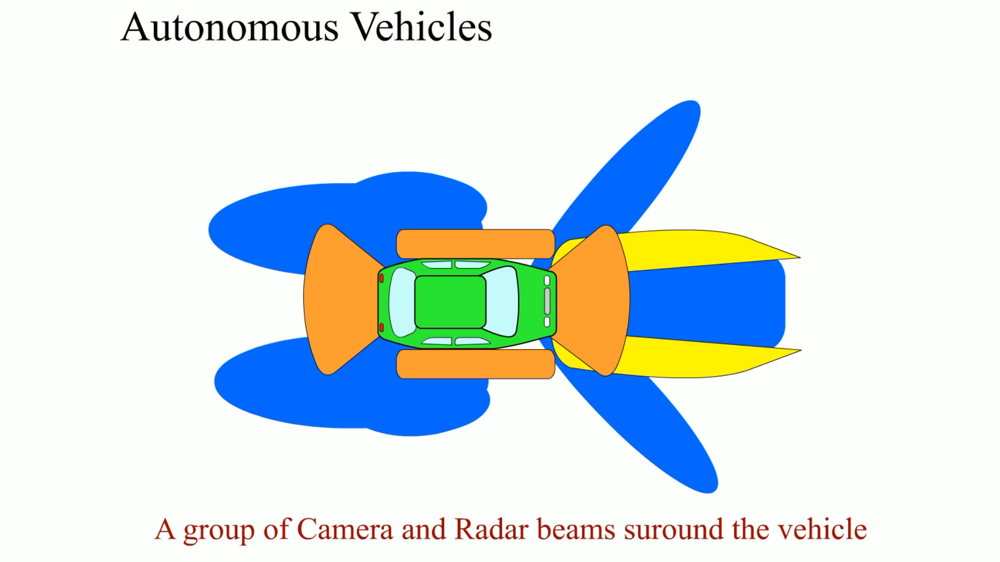 Autonomous Vehicles
A group of Camera and Radar beams suround the vehicle